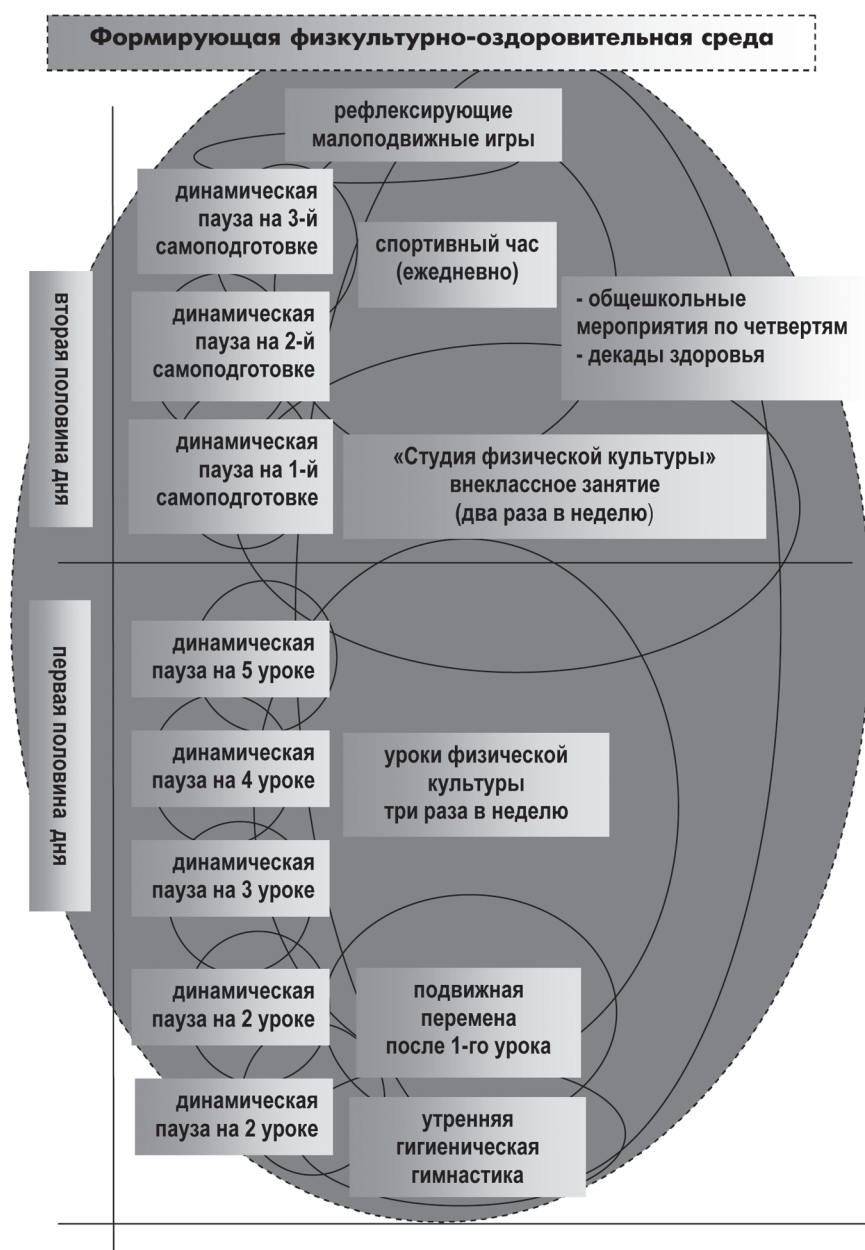 Формирующая физкультурно-оздоровительная среда
рефлексирующие
малоподвижные игры
динамическая
пауза на 3-й
самоподготовке
спортивный час
(ежедневно)
- общешкольные
мероприятия по четвертям
- декады здоровья
вторая половина дня
динамическая
пауза на 2-й
самоподготовке
динамическая
пауза на 1-й
самоподготовке
«Студия физической культуры»
внеклассное занятие
(два раза в неделю)
первая половина дня
динамическая
пауза на 5 уроке
динамическая
пауза на 4 уроке
уроки физической
культуры
три раза в неделю
динамическая
пауза на 3 уроке
динамическая
пауза на 2 уроке
подвижная
перемена
после 1-го урока
динамическая
пауза на 2 уроке
утренняя
гигиеническая
гимнастика